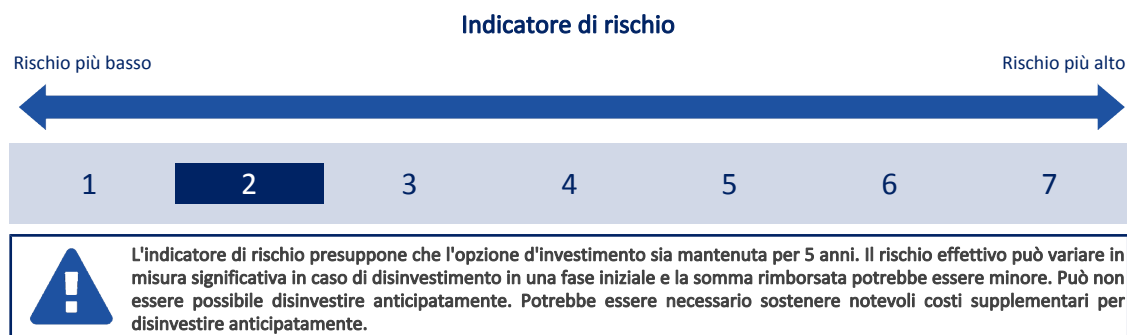 Indicatore di rischio
Rischio più basso
Rischio più alto
1 2 3 4 5 6 7
L'indicatore di rischio presuppone che l'opzione d'investimento sia mantenuta per 5 anni. Il rischio effettivo può variare in
misura significativa in caso di disinvestimento in una fase iniziale e la somma rimborsata potrebbe essere minore. Può non
essere possibile disinvestire anticipatamente. Potrebbe essere necessario sostenere notevoli costi supplementari per
disinvestire anticipatamente.